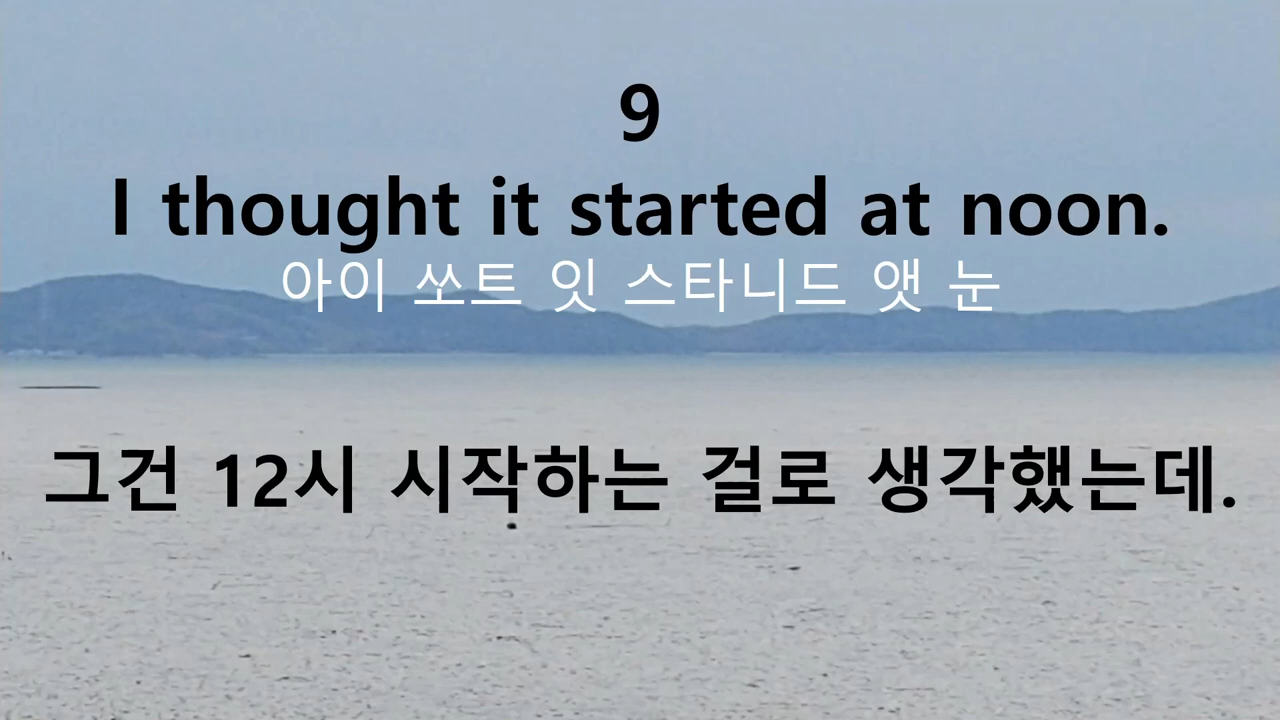 9
I thought it started at noon.
아이 쏘트 잇 스타니드 앳 눈
그건 12시 시작하는 걸로 생각했는데.